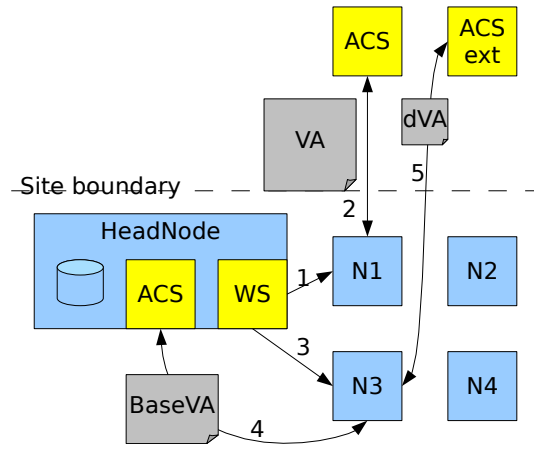 ACS
ACS
ext
VA
dVA
5
Site boundary
2
HeadNode
N1
N2
ACS
WS
1
3
BaseVA
N3
N4
4